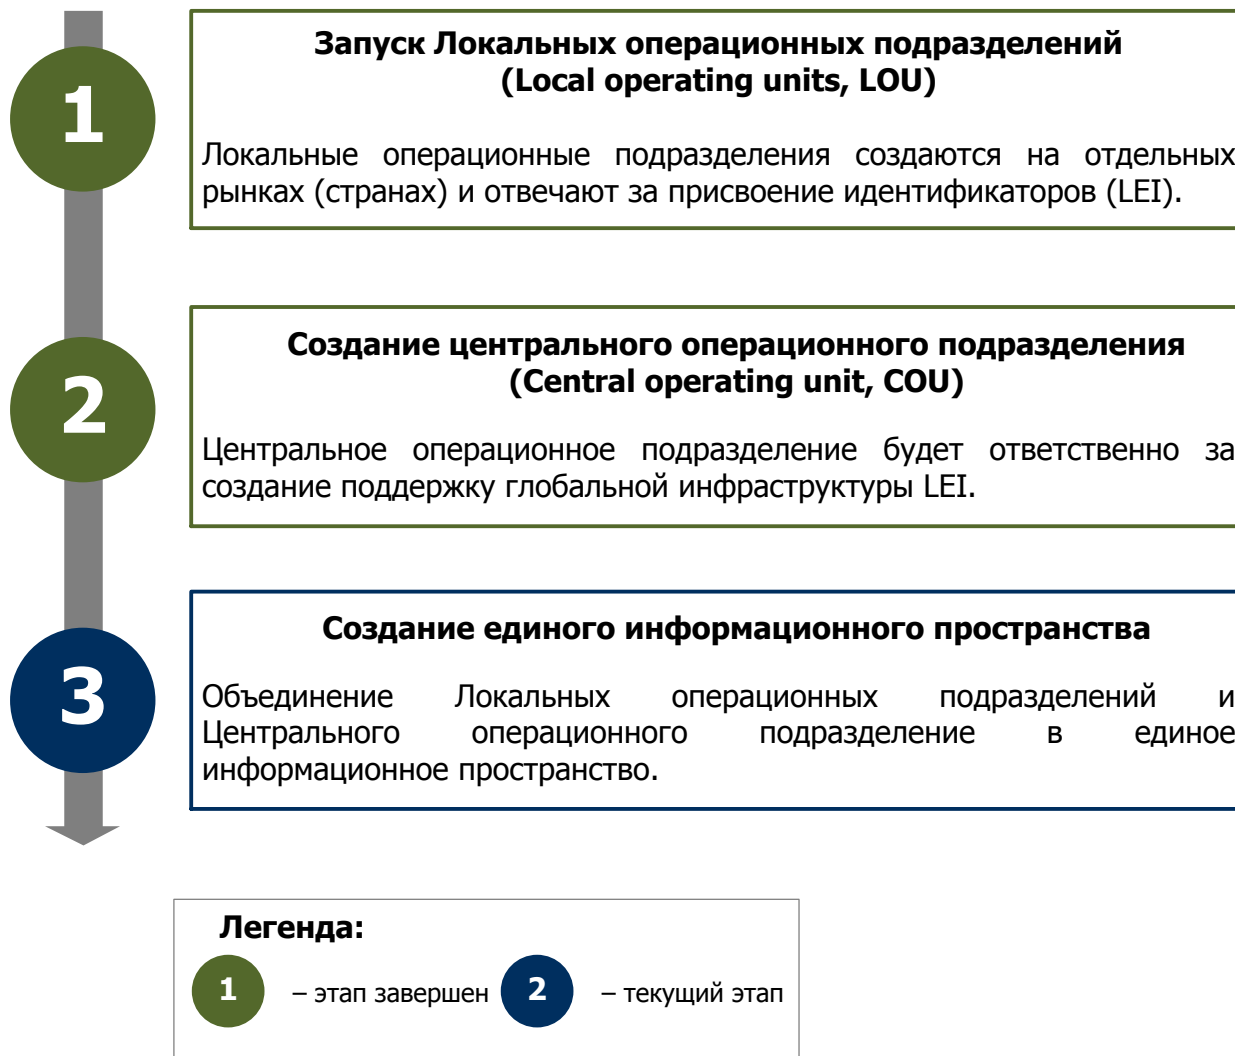 1
Запуск Локальных операционных подразделений
(Local operating units, LOU)
Локальные операционные подразделения создаются на отдельных
рынках (странах) и отвечают за присвоение идентификаторов (LEI).
2
Создание центрального операционного подразделения
(Central operating unit, COU)
Центральное операционное подразделение будет ответственно за
создание поддержку глобальной инфраструктуры LEI.
3
Создание единого информационного пространства
Объединение Локальных операционных подразделений и
Центрального операционного подразделение в единое
информационное пространство.
Легенда:
1 – этап завершен 2 – текущий этап